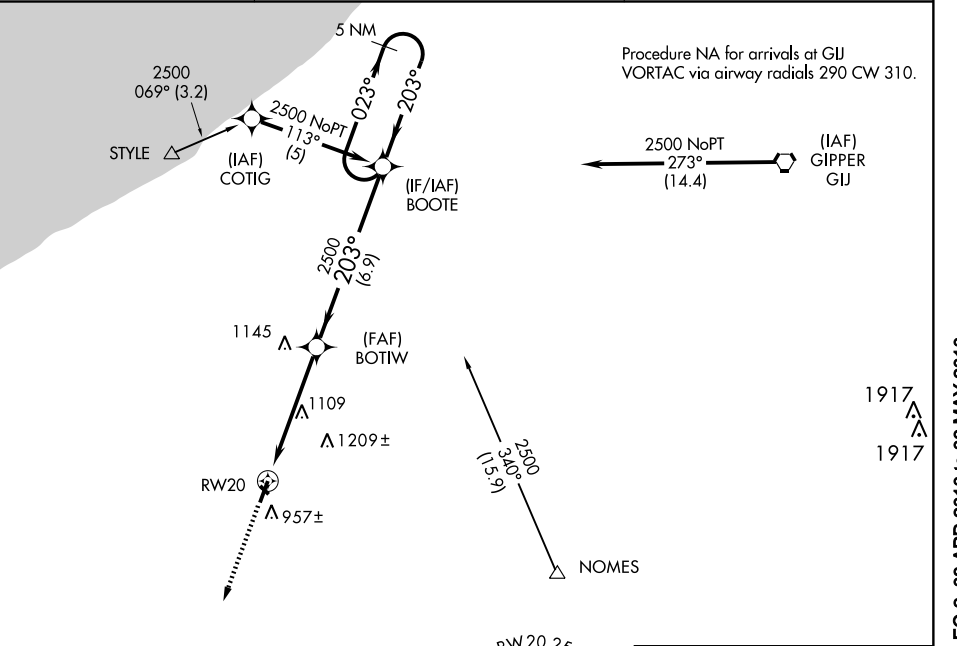 5 NM
Procedure NA for arrivals at GIJ
VORTAC via airway radials 290 CW 310.
2500
069° (3.2)
023°
203°
2500 NoPT
113°
(5)
STYLE
(IAF)
COTIG
(IF/IAF)
BOOTE
2500 NoPT
273°
(14.4)
(IAF)
GIPPER
GIJ
2500
203°
(6.9)
1145
(FAF)
BOTIW
1109
1209±
1917
1917
2500
340°
(15.9)
RW20
957±
NOMES